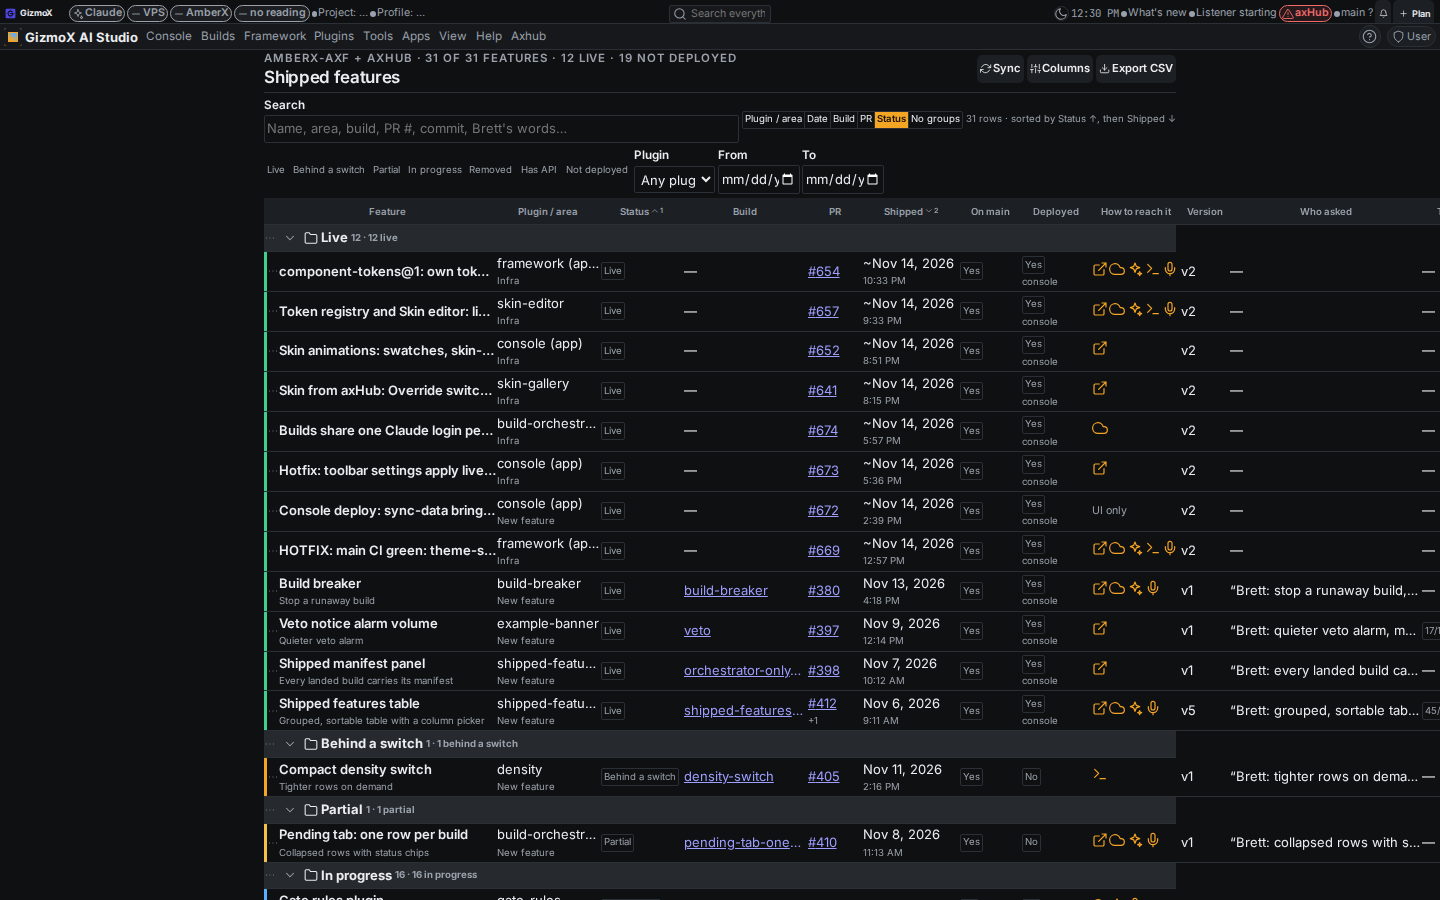 GizmoX Claude VPS AmberX no reading Project: ... Profile: ... Search everyth 12:30 PM What's new Listener starting axHub main ? Plan
GizmoX AI Studio Console Builds Framework Plugins Tools Apps View Help Axhub User
AMBERX-AXF + AXHUB · 31 OF 31 FEATURES · 12 LIVE · 19 NOT DEPLOYED
Shipped features
Sync Columns Export CSV
Search
Name, area, build, PR #, commit, Brett's words...
Plugin / area Date Build PR Status No groups 31 rows · sorted by Status ↑, then Shipped ↓
Plugin From To
Live Behind a switch Partial In progress Removed Has API Not deployed Any plug mm/dd/y mm/dd/y
Feature Plugin / area Status 1 Build PR Shipped 2 On main Deployed How to reach it Version Who asked
Live 12 · 12 live
component-tokens@1: own tok... framework (ap... Infra Live — #654 ~Nov 14, 2026 10:33 PM Yes Yes console v2 — —
Token registry and Skin editor: li... skin-editor Infra Live — #657 ~Nov 14, 2026 9:33 PM Yes Yes console v2 — —
Skin animations: swatches, skin-... console (app) Infra Live — #652 ~Nov 14, 2026 8:51 PM Yes Yes console v2 — —
Skin from axHub: Override switc... skin-gallery Infra Live — #641 ~Nov 14, 2026 8:15 PM Yes Yes console v2 — —
Builds share one Claude login pe... build-orchestr... Infra Live — #674 ~Nov 14, 2026 5:57 PM Yes Yes console v2 — —
Hotfix: toolbar settings apply live... console (app) Infra Live — #673 ~Nov 14, 2026 5:36 PM Yes Yes console v2 — —
Console deploy: sync-data bring... console (app) New feature Live — #672 ~Nov 14, 2026 2:39 PM Yes Yes console UI only v2 — —
HOTFIX: main CI green: theme-s... framework (ap... Infra Live — #669 ~Nov 14, 2026 12:57 PM Yes Yes console v2 — —
Build breaker Stop a runaway build build-breaker New feature Live build-breaker #380 Nov 13, 2026 4:18 PM Yes Yes console v1 “Brett: stop a runaway build,... —
Veto notice alarm volume Quieter veto alarm example-banner New feature Live veto #397 Nov 9, 2026 12:14 PM Yes Yes console v1 “Brett: quieter veto alarm, m... 17/1
Shipped manifest panel Every landed build carries its manifest shipped-featu... New feature Live orchestrator-only... #398 Nov 7, 2026 10:12 AM Yes Yes console v1 “Brett: every landed build ca... —
Shipped features table Grouped, sortable table with a column picker shipped-featu... New feature Live shipped-features... #412 +1 Nov 6, 2026 9:11 AM Yes Yes console v5 “Brett: grouped, sortable tab... 45/
Behind a switch 1 · 1 behind a switch
Compact density switch Tighter rows on demand density New feature Behind a switch density-switch #405 Nov 11, 2026 2:16 PM Yes No v1 “Brett: tighter rows on dema... —
Partial 1 · 1 partial
Pending tab: one row per build Collapsed rows with status chips build-orchestr... New feature Partial pending-tab-one... #410 Nov 8, 2026 11:13 AM Yes No v1 “Brett: collapsed rows with s... —
In progress 16 · 16 in progress